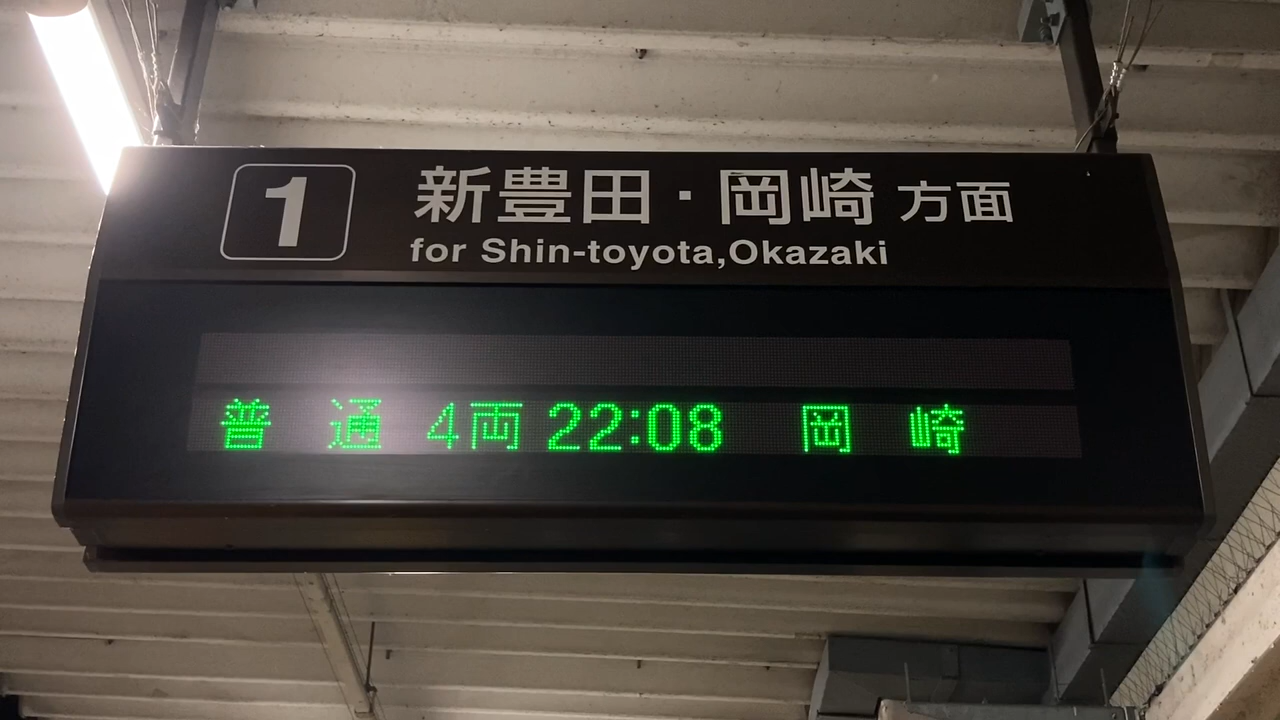 1 新豊田・岡崎 方面
for Shin-toyota,Okazaki
普 通 4両 22:08 岡 崎